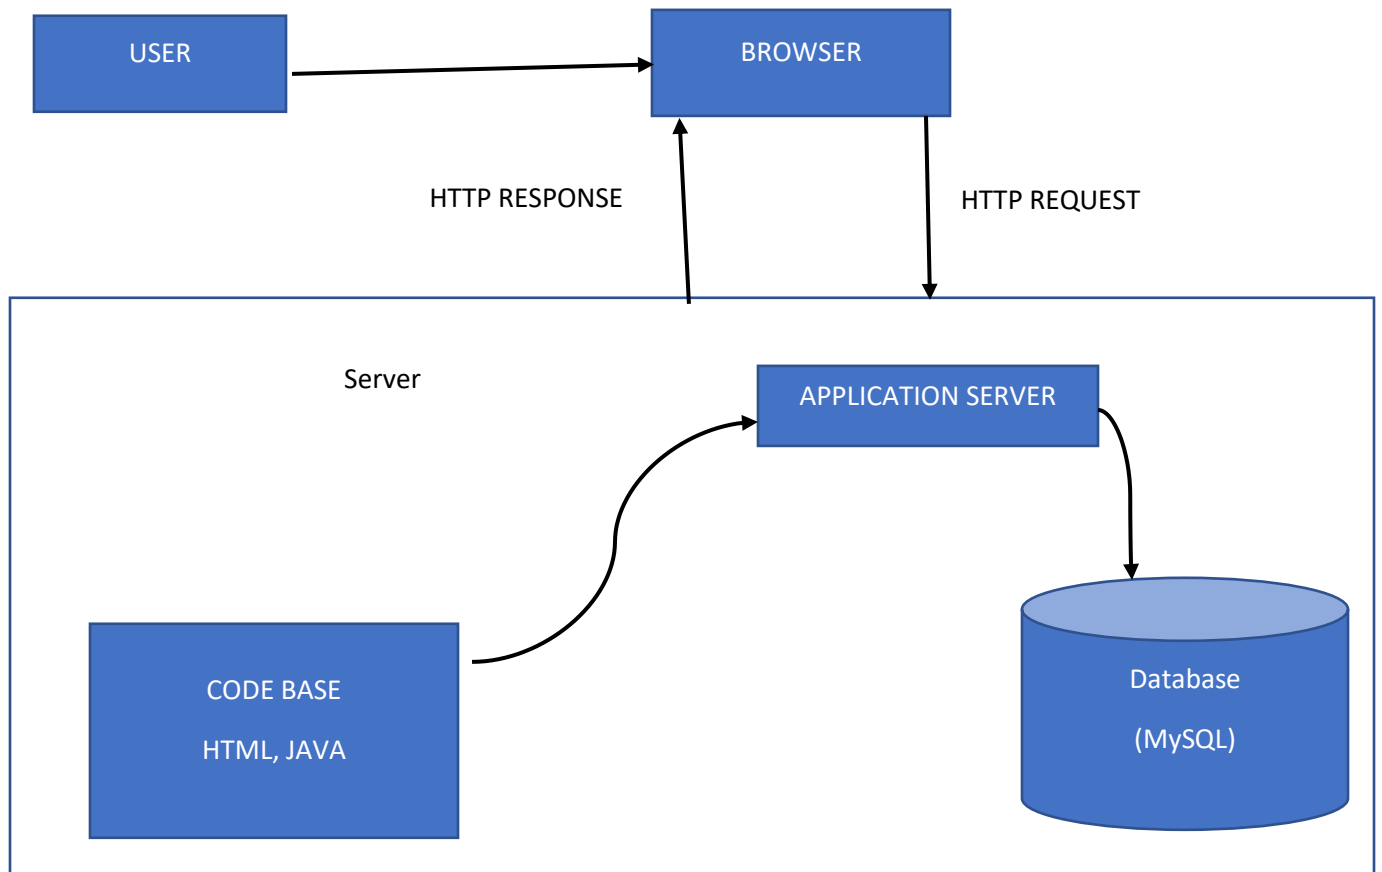 USER
BROWSER
HTTP RESPONSE
HTTP REQUEST
Server
APPLICATION SERVER
CODE BASE
HTML, JAVA
Database
(MySQL)